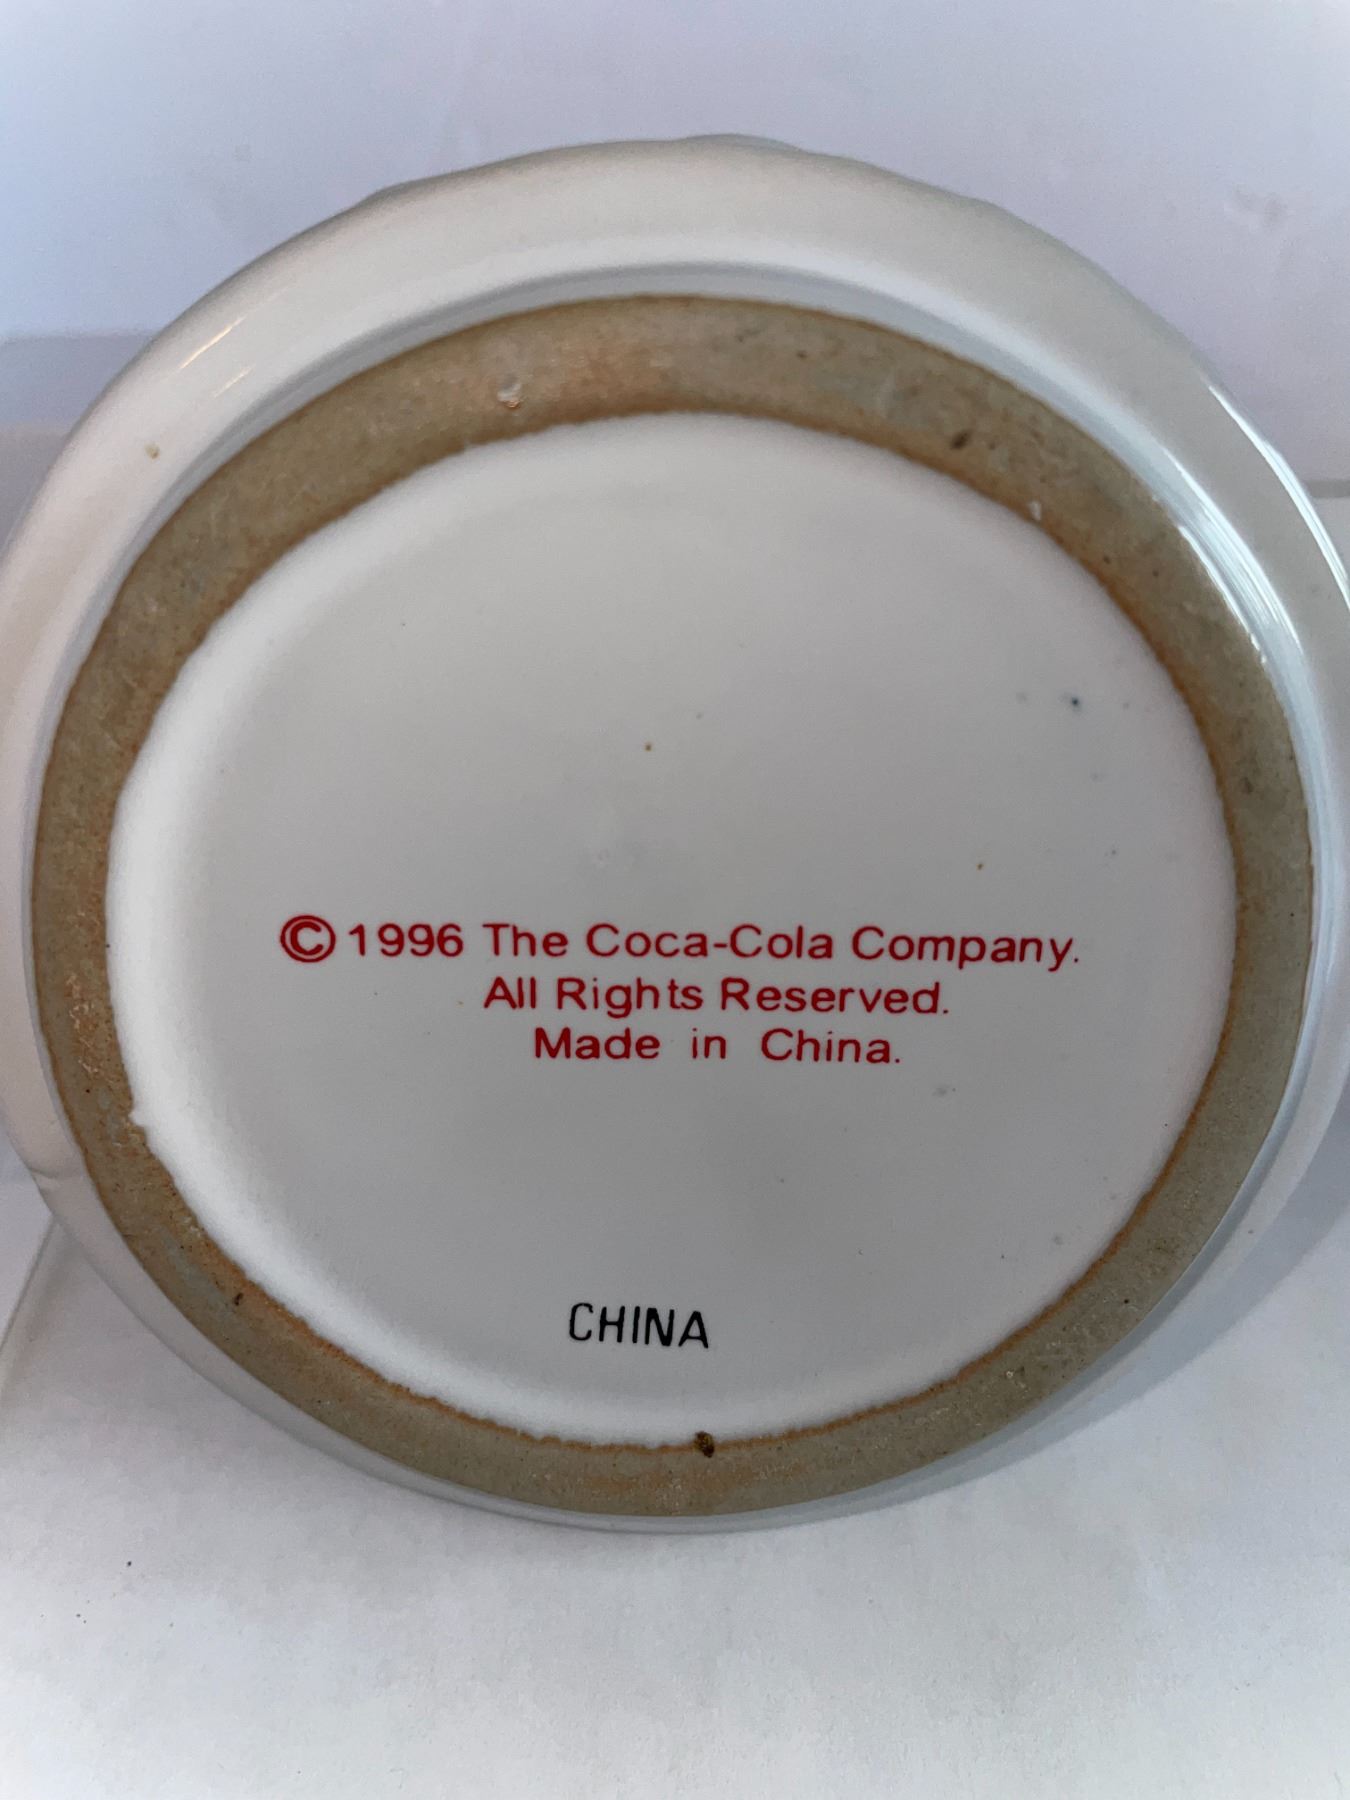 © 1996 The Coca-Cola Company.
All Rights Reserved.
Made in China.
CHINA